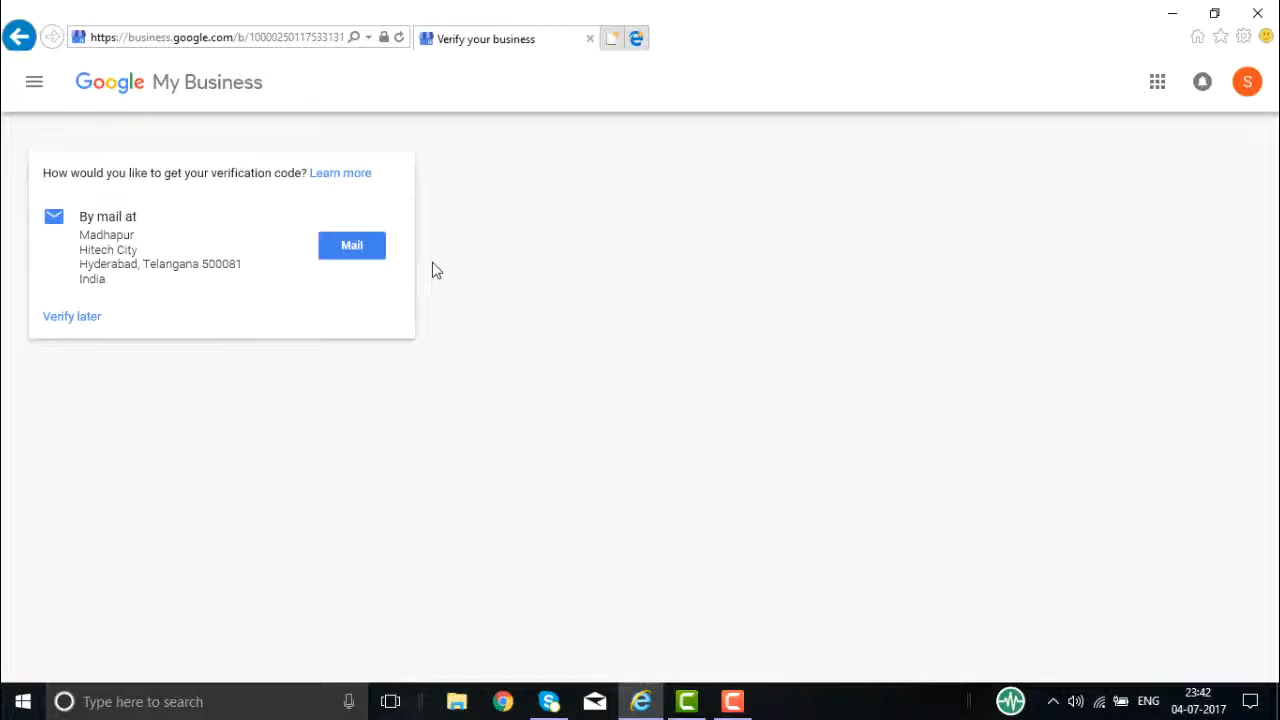 https://business.google.com/b/10000250117533131
Verify your business
Google My Business
S
How would you like to get your verification code? Learn more
By mail at
Madhapur
Hitech City
Hyderabad, Telangana 500081
India
Mail
Verify later
Type here to search
ENG
23:42
04-07-2017